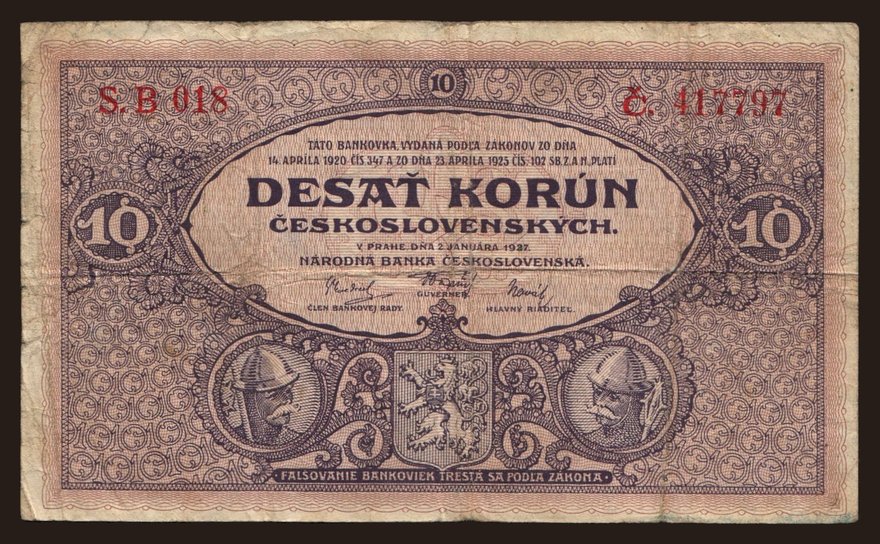 10
S. B 018
Č. 417797
TÁTO BANKOVKA, VYDANÁ PODĽA ZÁKONOV ZO DŇA
14. APRÍLA 1920 ČÍS 347 A ZO DŇA 23. APRÍLA 1925 ČÍS. 102 SB. Z. A N., PLATÍ
DESAŤ KORÚN
ČESKOSLOVENSKÝCH.
10
10
V PRAHE DŇA 2. JANUÁRA 1927.
NÁRODNÁ BANKA ČESKOSLOVENSKÁ.
GUVERNER.
ČLEN BANKOVEJ RADY.
HLAVNÝ RIADITEĽ.
FALŠOVANIE BANKOVIEK TRESTÁ SA PODĽA ZÁKONA.